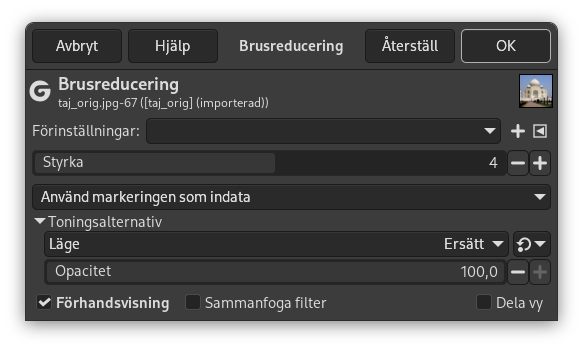 Avbryt Hjälp Brusreducering Återställ OK
Brusreducering
taj_orig.jpg-67 ([taj_orig] (importerad))
Förinställningar:
Styrka 4
Använd markeringen som indata
Toningsalternativ
Läge Ersätt
Opacitet 100,0
Förhandsvisning Sammanfoga filter Dela vy